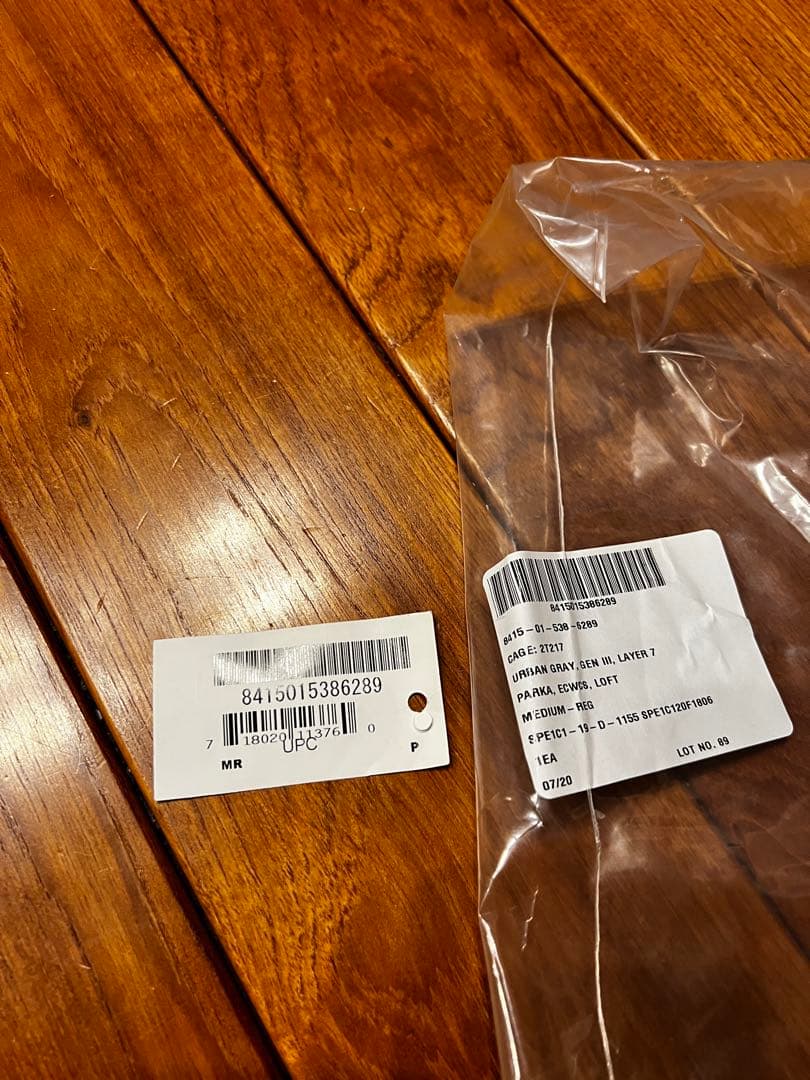 8415015386289
7 18020 11376 0
UPC
MR
P
8415015386289
8415-01-538-6289
CAGE: 2T217
URBAN GRAY, GEN III, LAYER 7
PARKA, ECWCS, LOFT
MEDIUM-REG
SPE1C1-19-D-1155 SPE1C120F1806
1EA
LOT NO. 89
07/20